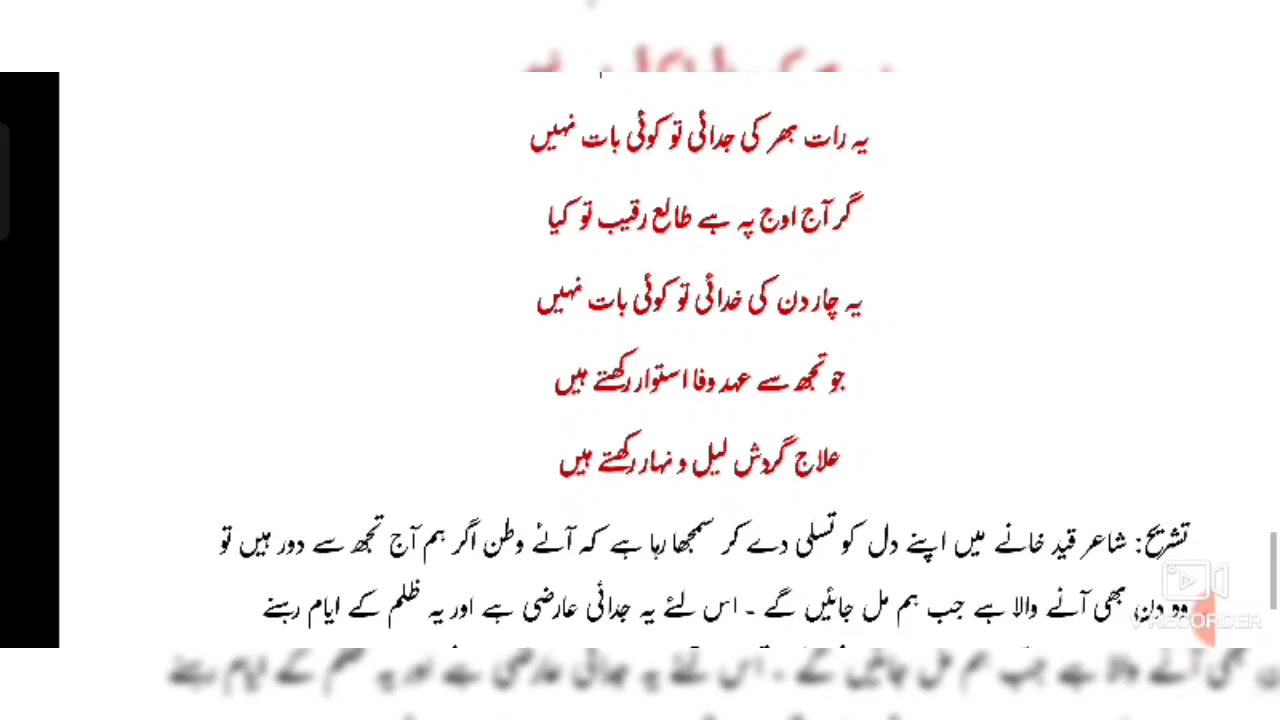 یہ رات بھر کی جدائی تو کوئی بات نہیں
گر آج اوج پہ ہے طالع رقیب تو کیا
یہ چار دن کی خدائی تو کوئی بات نہیں
جو تجھ سے عہد وفا استوار رکھتے ہیں
علاج گردش لیل و نہار رکھتے ہیں
تشریح: شاعر قید خانے میں اپنے دل کو تسلی دے کر سمجھا رہا ہے کہ آئے وطن اگر ہم آج تجھ سے دور ہیں تو
وہ دن بھی آنے والا ہے جب ہم مل جائیں گے ۔ اس لئے یہ جدائی عارضی ہے اور یہ ظلم کے ایام رہنے
V RECORDER